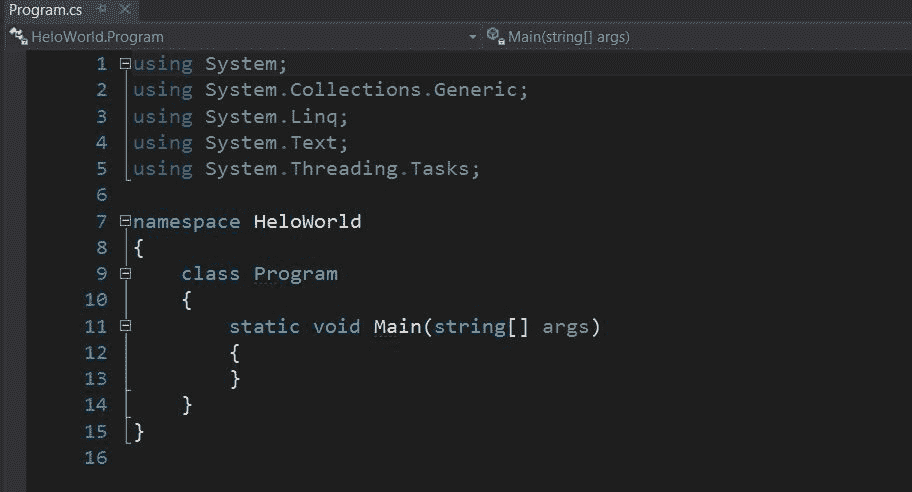 Program.cs
HeloWorld.Program Main(string[] args)
1 using System;
2 using System.Collections.Generic;
3 using System.Linq;
4 using System.Text;
5 using System.Threading.Tasks;
6
7 namespace HeloWorld
8 {
9 class Program
10 {
11 static void Main(string[] args)
12 {
13 }
14 }
15 }
16